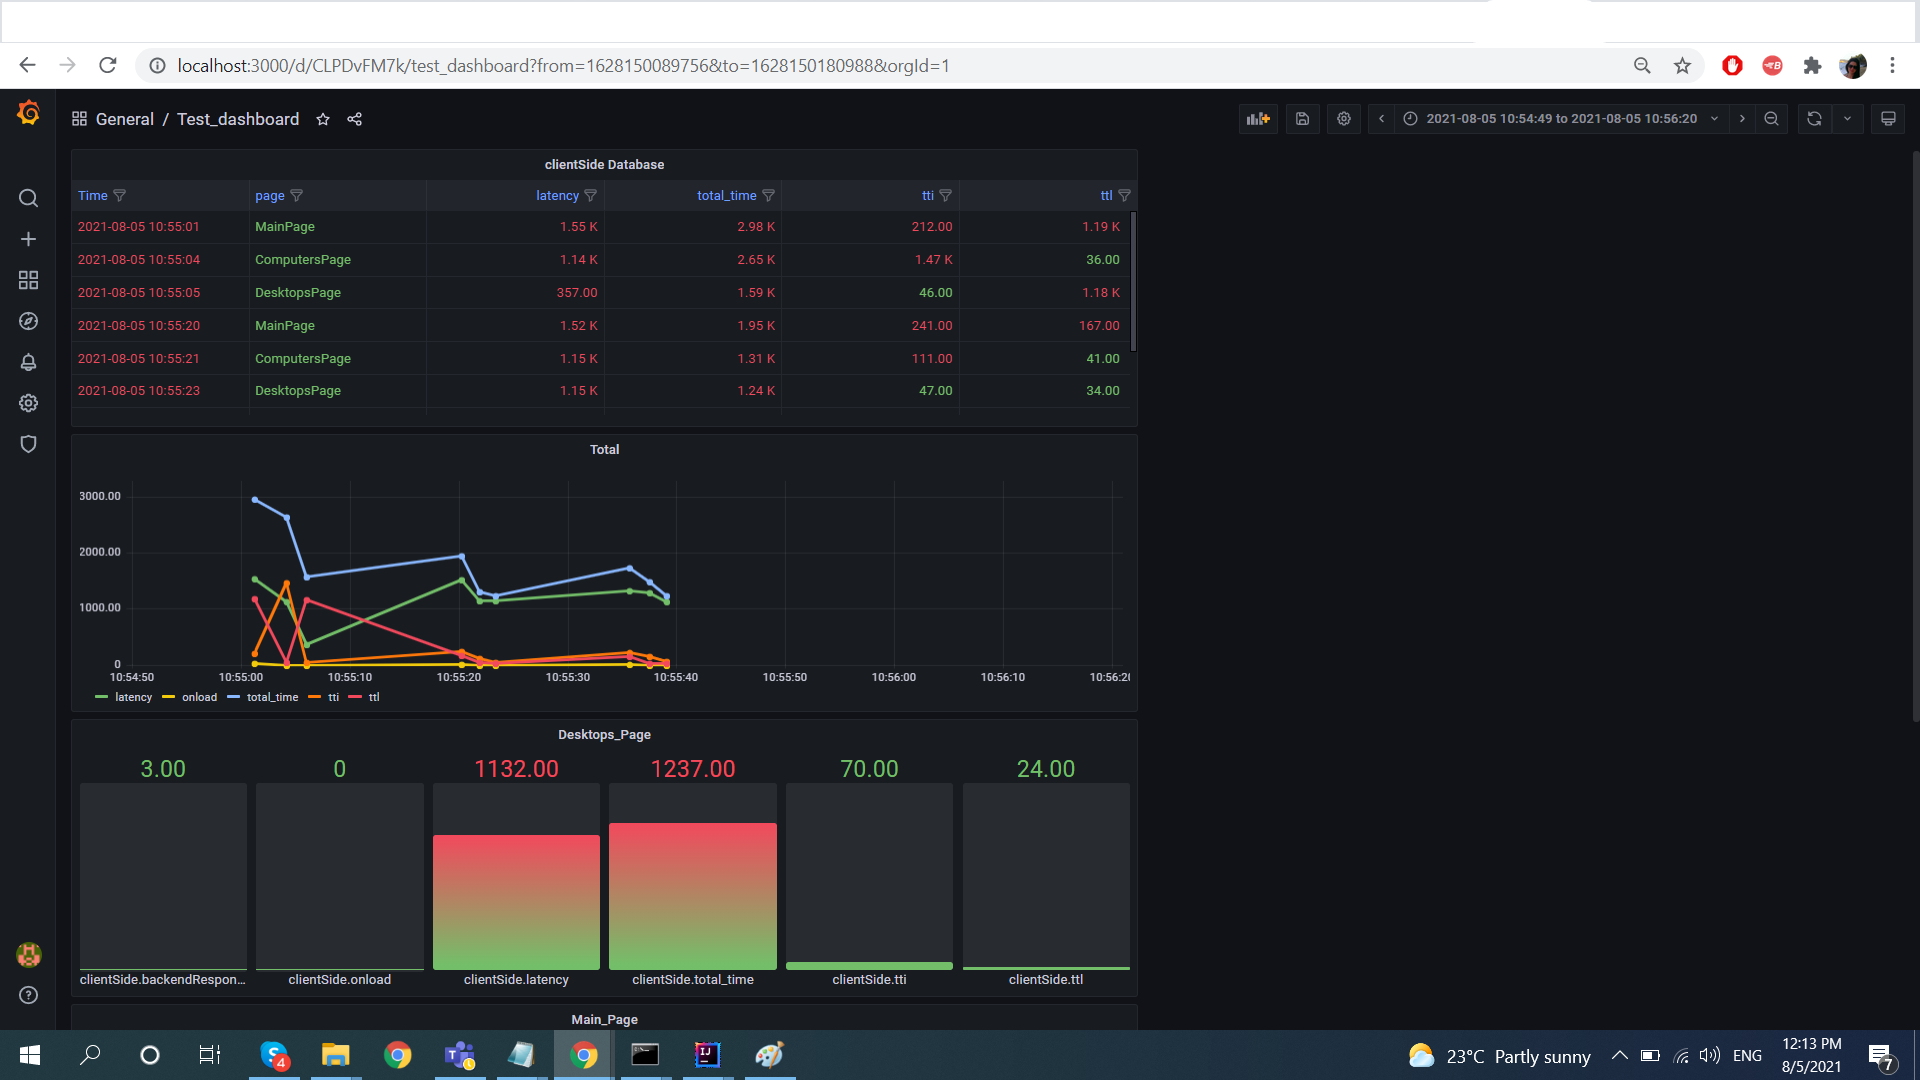 localhost:3000/d/CLPDvFM7k/test_dashboard?from=1628150089756&to=1628150180988&orgId=1
General / Test_dashboard
2021-08-05 10:54:49 to 2021-08-05 10:56:20
clientSide Database
Time page latency total_time tti ttl
2021-08-05 10:55:01 MainPage 1.55 K 2.98 K 212.00 1.19 K
2021-08-05 10:55:04 ComputersPage 1.14 K 2.65 K 1.47 K 36.00
2021-08-05 10:55:05 DesktopsPage 357.00 1.59 K 46.00 1.18 K
2021-08-05 10:55:20 MainPage 1.52 K 1.95 K 241.00 167.00
2021-08-05 10:55:21 ComputersPage 1.15 K 1.31 K 111.00 41.00
2021-08-05 10:55:23 DesktopsPage 1.15 K 1.24 K 47.00 34.00
Total
3000.00
2000.00
1000.00
0
10:54:50 10:55:00 10:55:10 10:55:20 10:55:30 10:55:40 10:55:50 10:56:00 10:56:10 10:56:20
latency onload total_time tti ttl
Desktops_Page
3.00 0 1132.00 1237.00 70.00 24.00
clientSide.backendRespon... clientSide.onload clientSide.latency clientSide.total_time clientSide.tti clientSide.ttl
Main_Page
23°C Partly sunny ENG
12:13 PM
8/5/2021
4
7